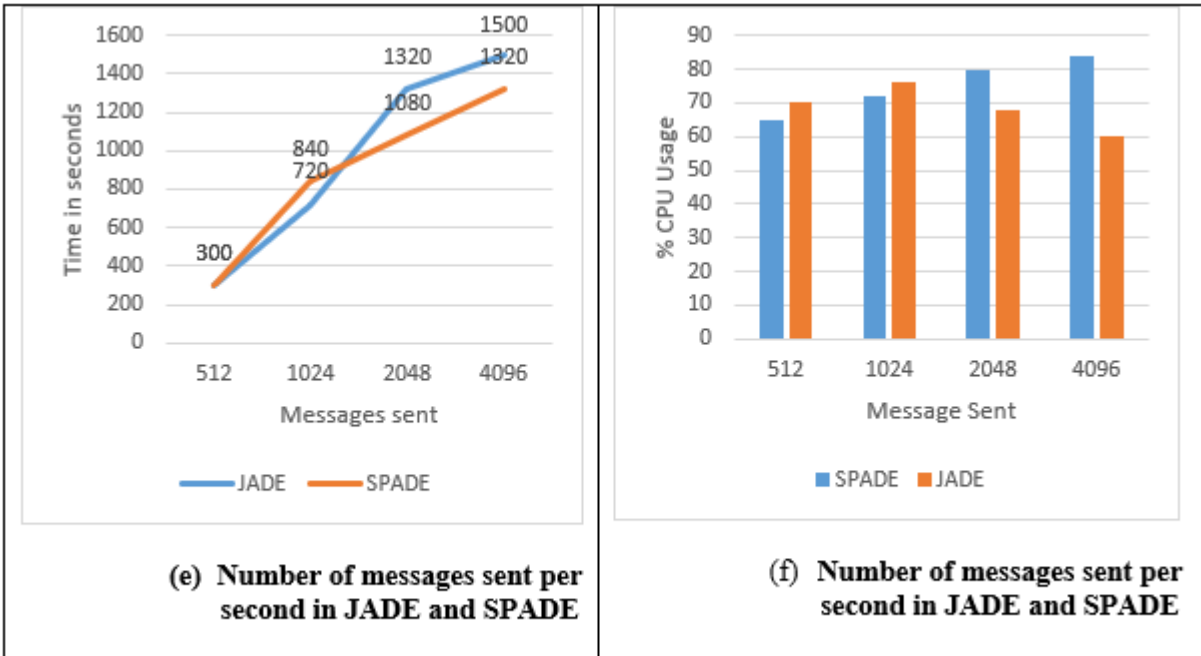 1600
1400
1200
1000
800
600
400
200
0
Time in seconds
1500
1320
1320
1080
840
720
300
512 1024 2048 4096
Messages sent
JADE SPADE
(e) Number of messages sent per
second in JADE and SPADE
90
80
70
60
50
40
30
20
10
0
% CPU Usage
512 1024 2048 4096
Message Sent
SPADE JADE
(f) Number of messages sent per
second in JADE and SPADE